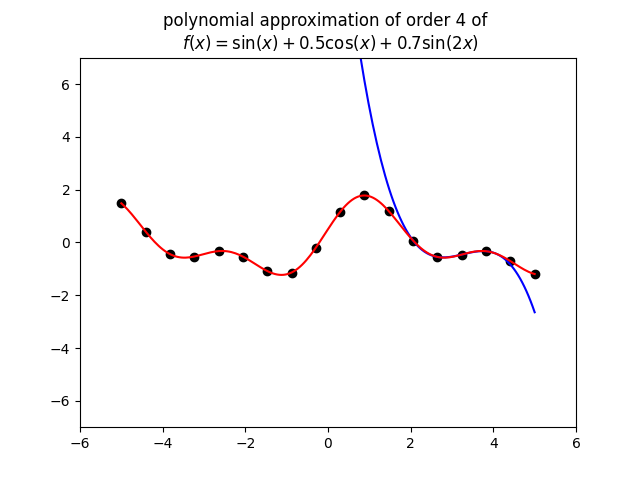 polynomial approximation of order 4 of
f(x) = sin(x) + 0.5cos(x) + 0.7sin(2x)
6
4
2
0
−2
−4
−6
−6 −4 −2 0 2 4 6